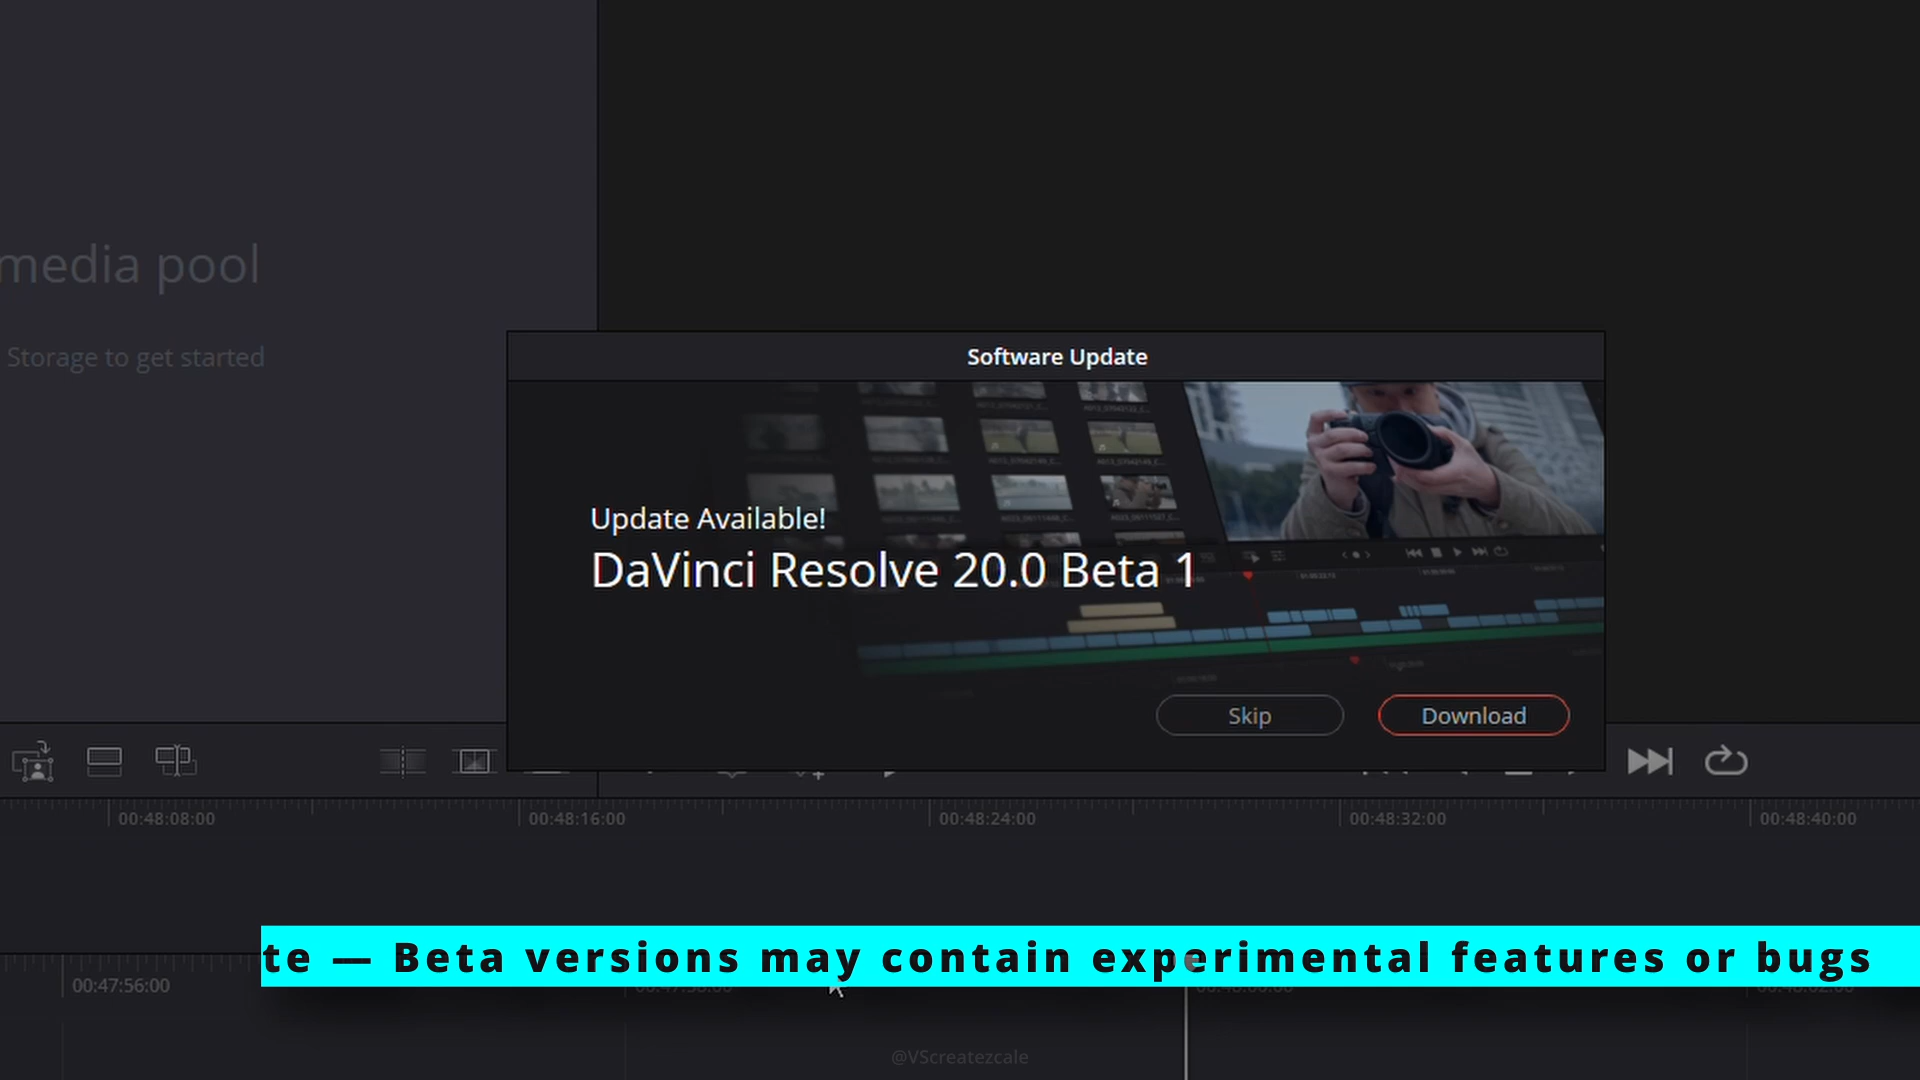 media pool
Storage to get started
Software Update
Update Available!
DaVinci Resolve 20.0 Beta 1
Skip
Download
00:48:08:00
00:48:16:00
00:48:24:00
00:48:32:00
00:48:40:00
te — Beta versions may contain experimental features or bugs
00:47:56:00
@VScreatezcale